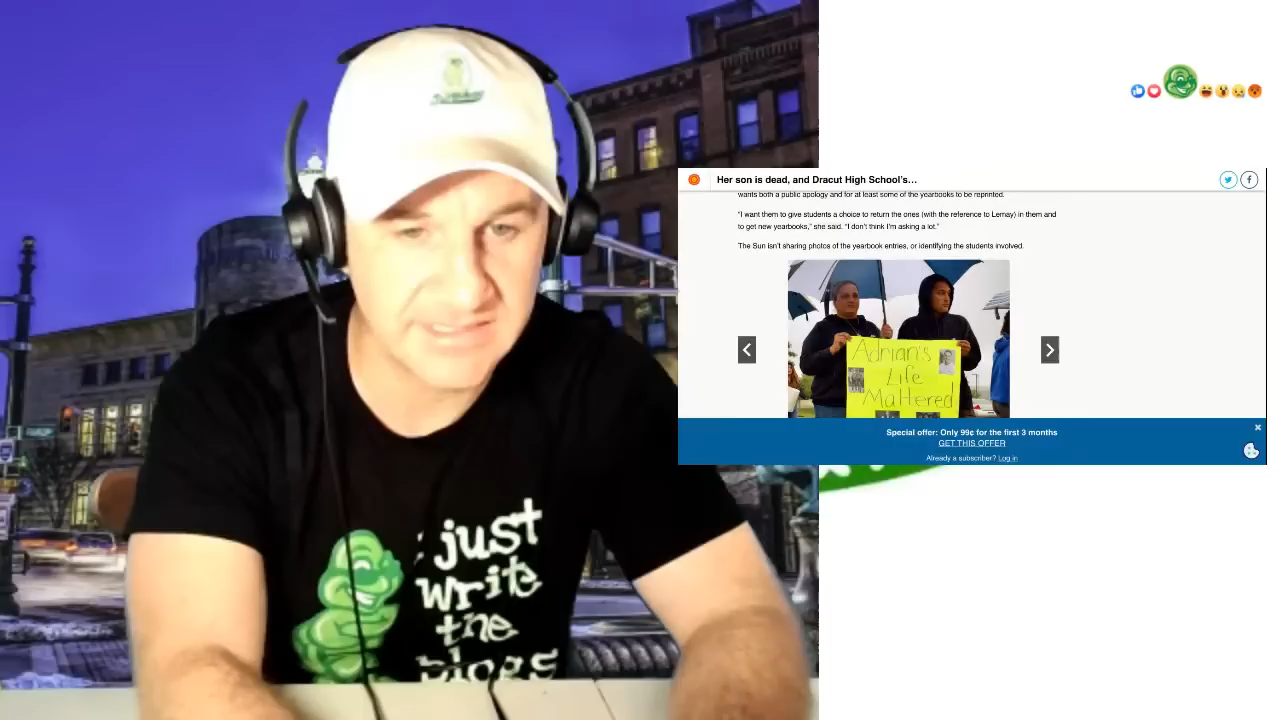 Her son is dead, and Dracut High School's...
wants both a public apology and for at least some of the yearbooks to be reprinted.
"I want them to give students a choice to return the ones (with the reference to Lemay) in them and
to get new yearbooks," she said. "I don't think I'm asking a lot."
The Sun isn't sharing photos of the yearbook entries, or identifying the students involved.
Adrian's
Life
Mattered
Special offer: Only 99¢ for the first 3 months
GET THIS OFFER
Already a subscriber? Log in
just
write
the
blogs